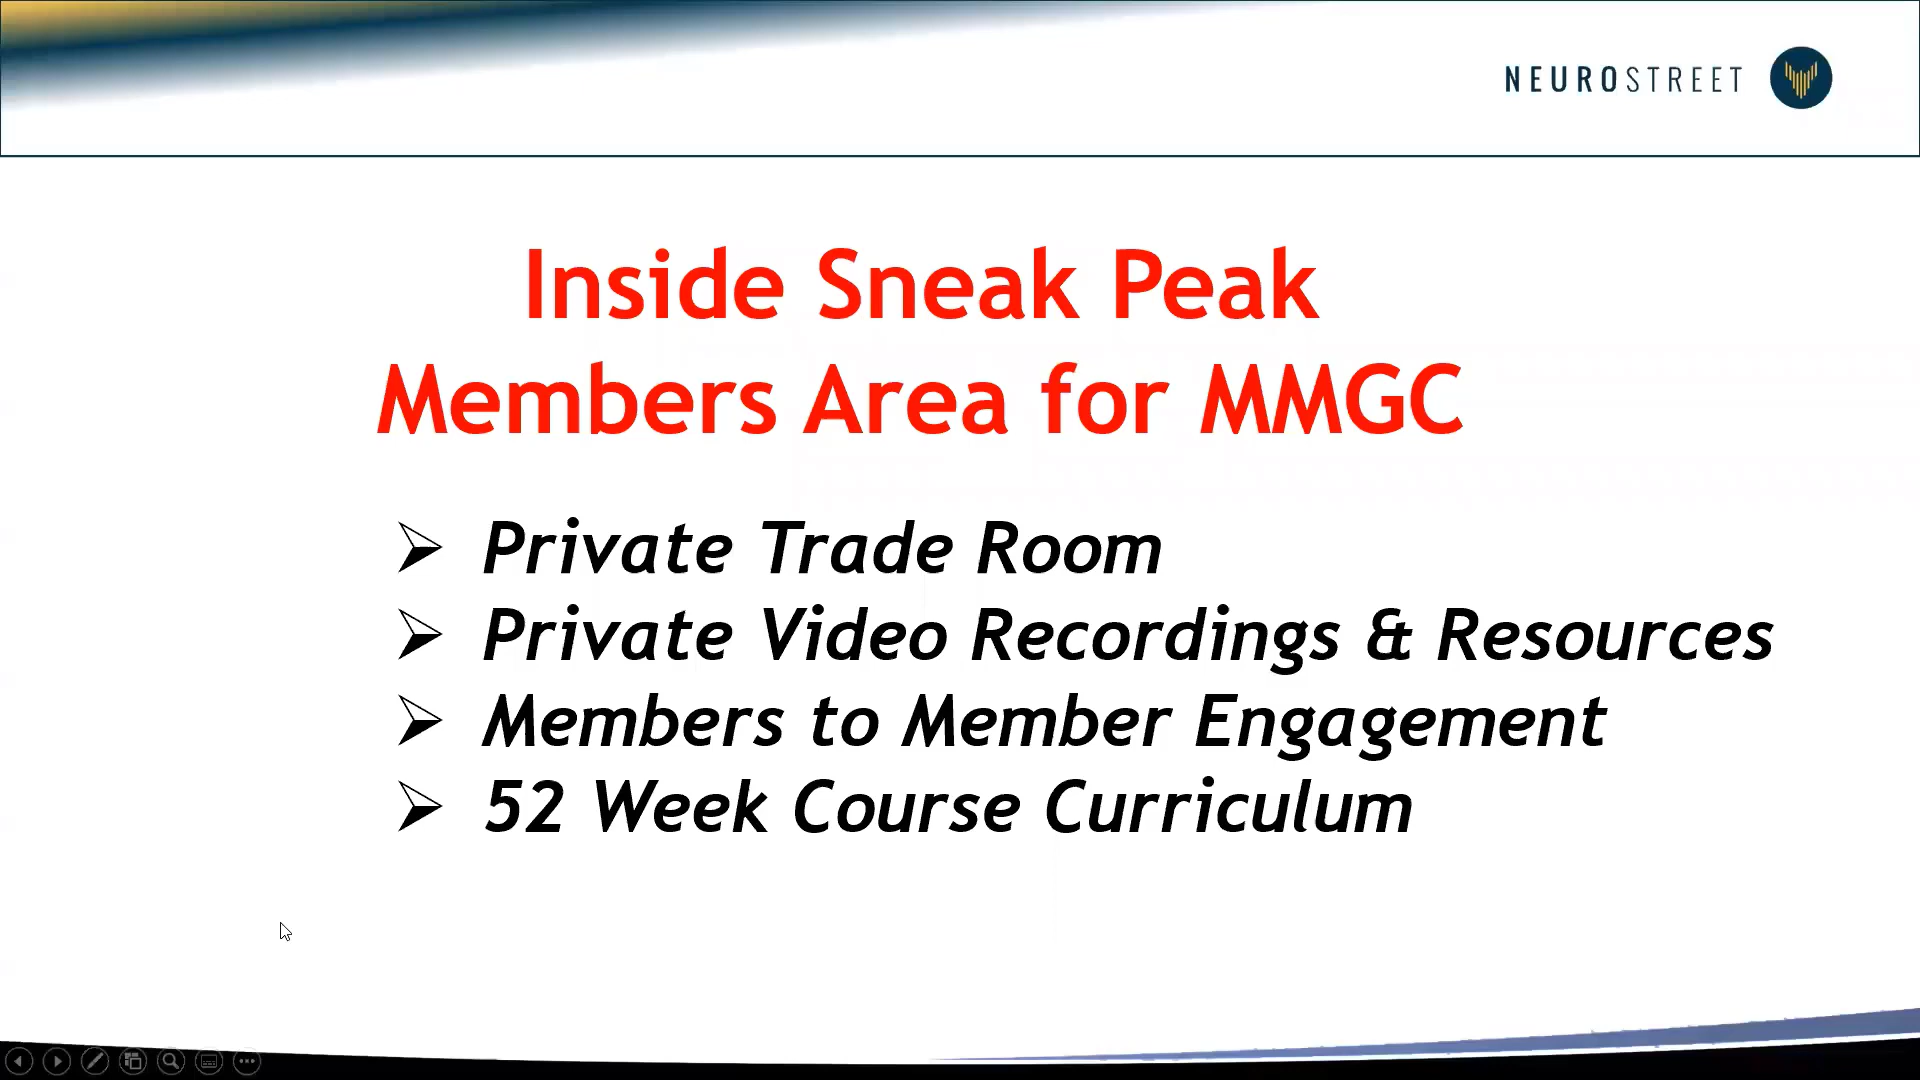 NEUROSTREET
Inside Sneak Peak
Members Area for MMGC
➢ Private Trade Room
➢ Private Video Recordings & Resources
➢ Members to Member Engagement
➢ 52 Week Course Curriculum